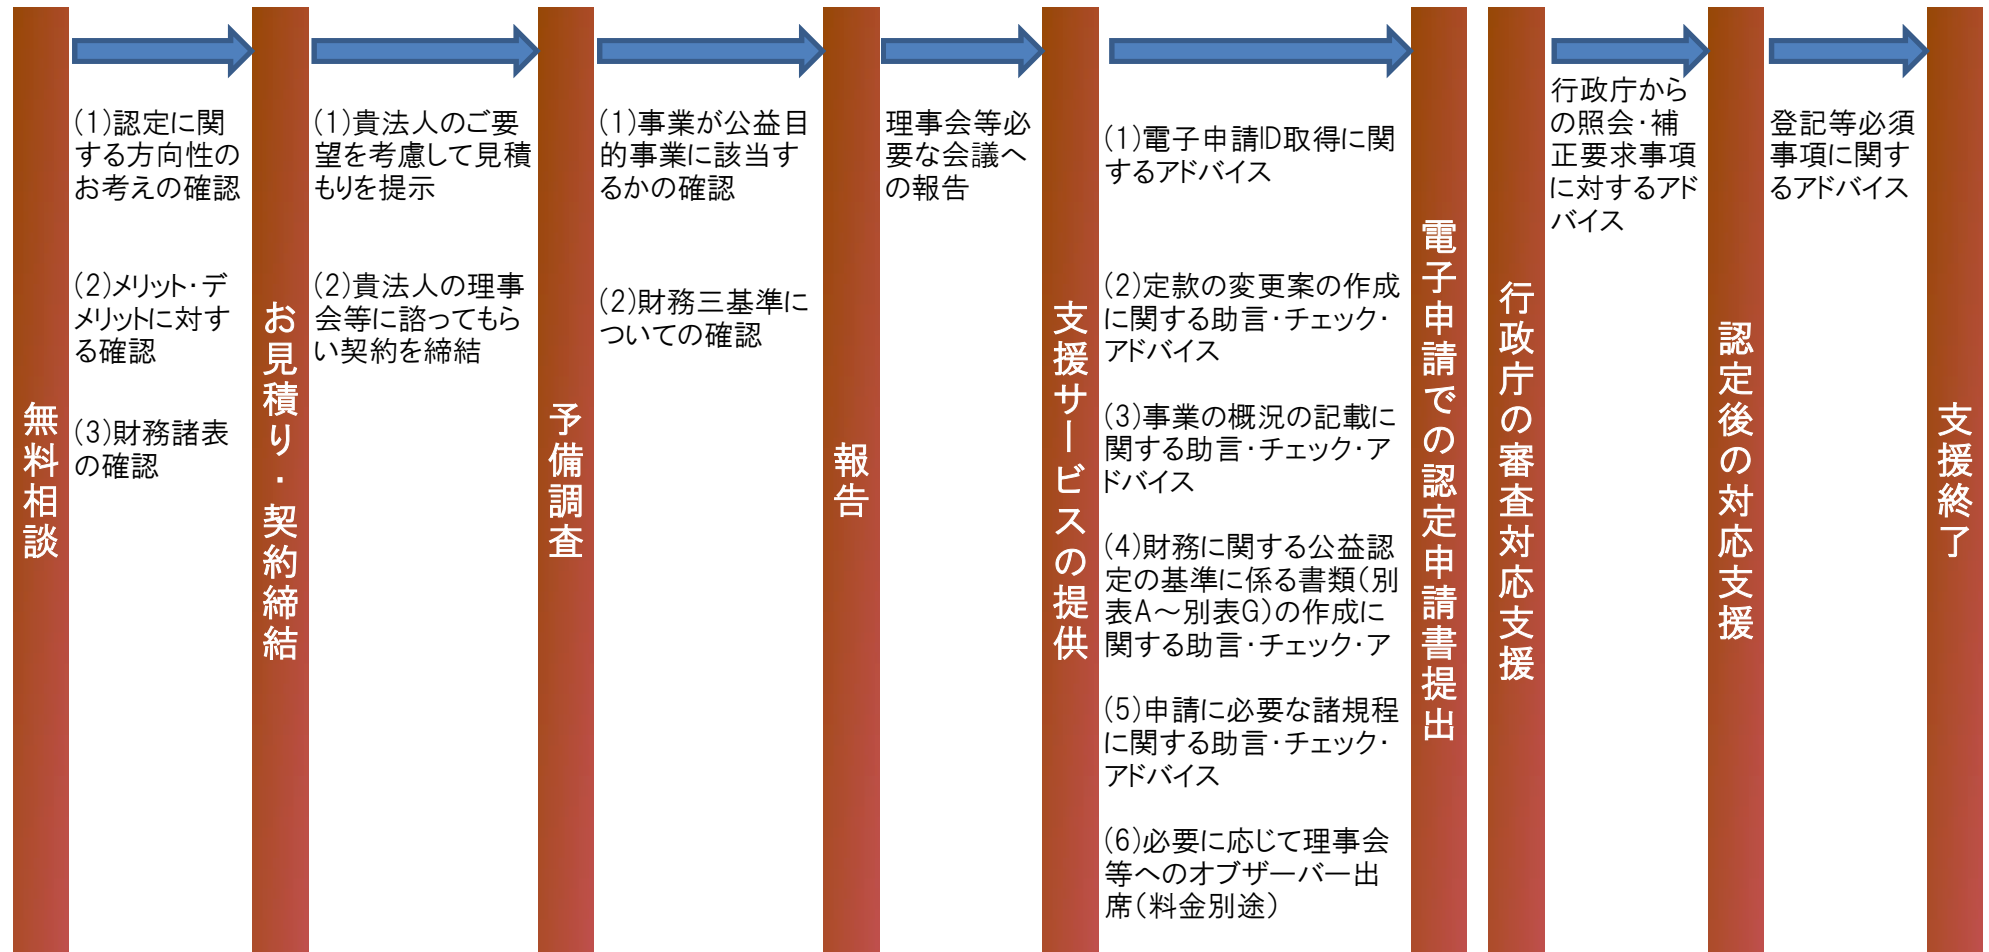 無料相談
(1)認定に関
する方向性の
お考えの確認
(2)メリット・デ
メリットに対す
る確認
(3)財務諸表
の確認
お見積り・契約締結
(1)貴法人のご要
望を考慮して見積
もりを提示
(2)貴法人の理事
会等に諮ってもら
い契約を締結
予備調査
(1)事業が公益目
的事業に該当す
るかの確認
(2)財務三基準に
ついての確認
報告
理事会等必
要な会議へ
の報告
支援サービスの提供
(1)電子申請ID取得に関
するアドバイス
(2)定款の変更案の作成
に関する助言・チェック・
アドバイス
(3)事業の概況の記載に
関する助言・チェック・ア
ドバイス
(4)財務に関する公益認
定の基準に係る書類(別
表A～別表G)の作成に
関する助言・チェック・ア
(5)申請に必要な諸規程
に関する助言・チェック・
アドバイス
(6)必要に応じて理事会
等へのオブザーバー出
席(料金別途)
電子申請での認定申請書提出
行政庁の審査対応支援
行政庁から
の照会・補
正要求事項
に対するアド
バイス
認定後の対応支援
登記等必須
事項に関す
るアドバイス
支援終了